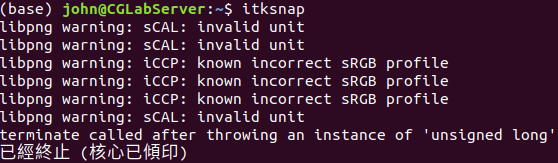 (base) john@CGLabServer:~$ itksnap
libpng warning: sCAL: invalid unit
libpng warning: sCAL: invalid unit
libpng warning: iCCP: known incorrect sRGB profile
libpng warning: iCCP: known incorrect sRGB profile
libpng warning: iCCP: known incorrect sRGB profile
libpng warning: sCAL: invalid unit
terminate called after throwing an instance of 'unsigned long'
已經終止 (核心已傾印)